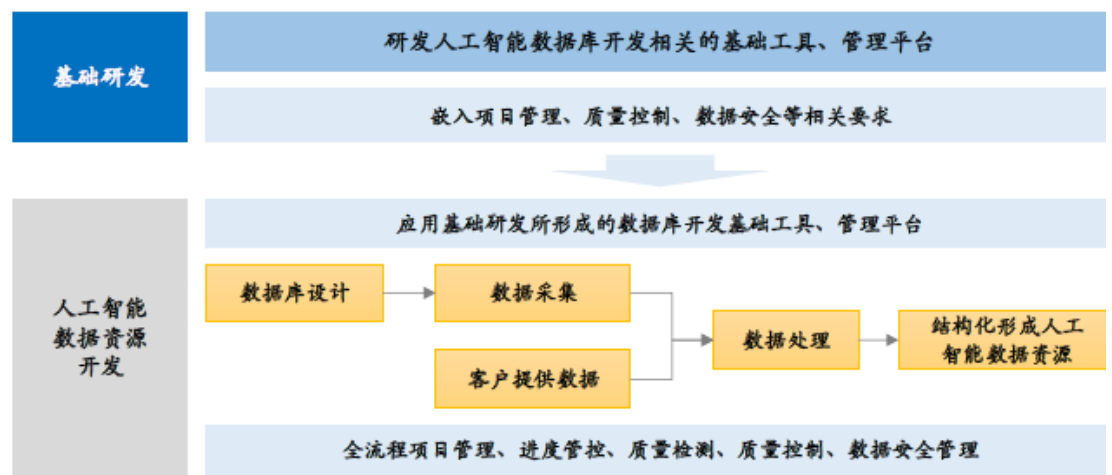 基础研发
研发人工智能数据库开发相关的基础工具、管理平台
嵌入项目管理、质量控制、数据安全等相关要求
人工智能
数据资源
开发
应用基础研发所形成的数据库开发基础工具、管理平台
数据库设计
数据采集
客户提供数据
数据处理
结构化形成人工
智能数据资源
全流程项目管理、进度管控、质量检测、质量控制、数据安全管理